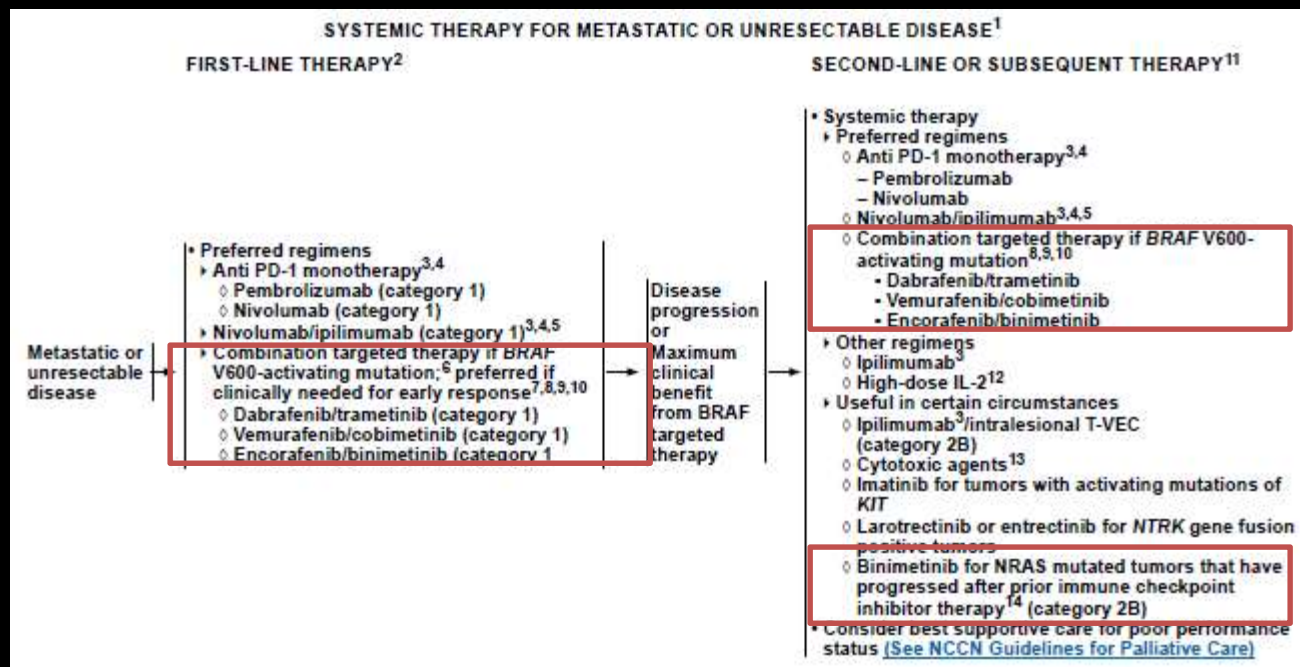 SYSTEMIC THERAPY FOR METASTATIC OR UNRESECTABLE DISEASE1
FIRST-LINE THERAPY2
Metastatic or
unresectable
disease
• Preferred regimens
▸ Anti PD-1 monotherapy3,4
◊ Pembrolizumab (category 1)
◊ Nivolumab (category 1)
▸ Nivolumab/ipilimumab (category 1)3,4,5
▸ Combination targeted therapy if BRAF
V600-activating mutation;6 preferred if
clinically needed for early response7,8,9,10
◊ Dabrafenib/trametinib (category 1)
◊ Vemurafenib/cobimetinib (category 1)
◊ Encorafenib/binimetinib (category 1
Disease
progression
or
Maximum
clinical
benefit
from BRAF
targeted
therapy
SECOND-LINE OR SUBSEQUENT THERAPY11
• Systemic therapy
▸ Preferred regimens
◊ Anti PD-1 monotherapy3,4
– Pembrolizumab
– Nivolumab
◊ Nivolumab/ipilimumab3,4,5
◊ Combination targeted therapy if BRAF V600-
activating mutation8,9,10
▪ Dabrafenib/trametinib
▪ Vemurafenib/cobimetinib
▪ Encorafenib/binimetinib
▸ Other regimens
◊ Ipilimumab3
◊ High-dose IL-212
▸ Useful in certain circumstances
◊ Ipilimumab3/intralesional T-VEC
(category 2B)
◊ Cytotoxic agents13
◊ Imatinib for tumors with activating mutations of
KIT
◊ Larotrectinib or entrectinib for NTRK gene fusion
positive tumors
◊ Binimetinib for NRAS mutated tumors that have
progressed after prior immune checkpoint
inhibitor therapy14 (category 2B)
• Consider best supportive care for poor performance
status (See NCCN Guidelines for Palliative Care)